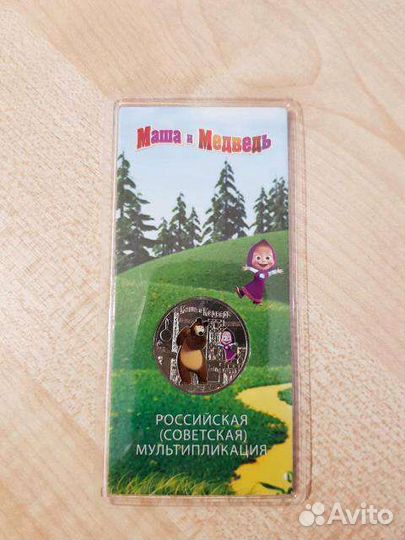 Маша и Медведь
Маша и Медведь
РОССИЙСКАЯ
(СОВЕТСКАЯ)
МУЛЬТИПЛИКАЦИЯ
Avito